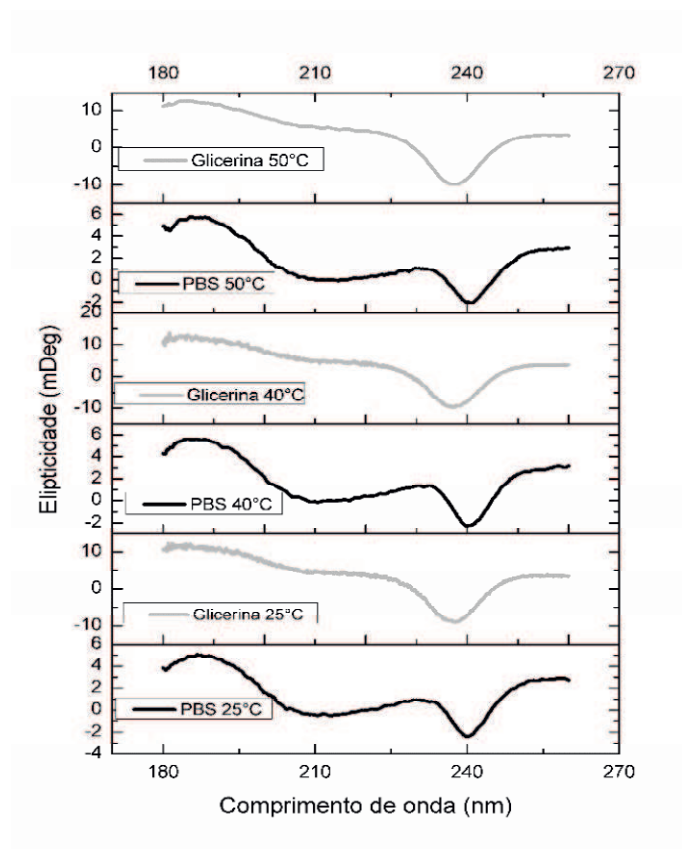 180 210 240 270
10
0
-10
Glicerina 50°C
6
4
2
0
-2
PBS 50°C
20
10
0
-10
Glicerina 40°C
6
4
2
0
-2
PBS 40°C
10
0
-10
Glicerina 25°C
6
4
2
0
-2
-4
PBS 25°C
180 210 240 270
Elipticidade (mDeg)
Comprimento de onda (nm)